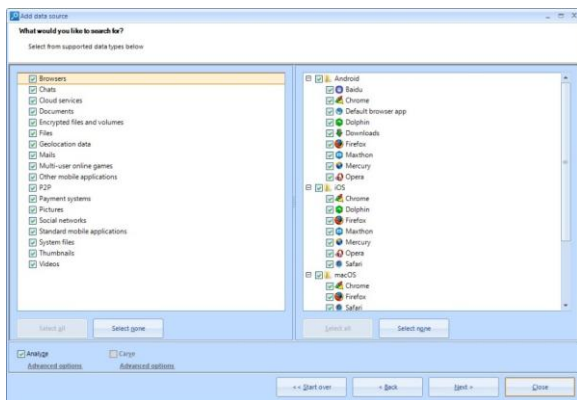 Add data source
What would you like to search for?
Select from supported data types below
Browsers
Chats
Cloud services
Documents
Encrypted files and volumes
Files
Geolocation data
Mails
Multi-user online games
Other mobile applications
P2P
Payment systems
Pictures
Social networks
Standard mobile applications
System files
Thumbnails
Videos
Select all
Select none
Android
Baidu
Chrome
Default browser app
Dolphin
Downloads
Firefox
Maxthon
Mercury
Opera
iOS
Chrome
Dolphin
Firefox
Maxthon
Mercury
Opera
Safari
macOS
Chrome
Firefox
Safari
Select all
Select none
Analyze
Carve
Advanced options
Advanced options
<< Start over
< Back
Next >
Close